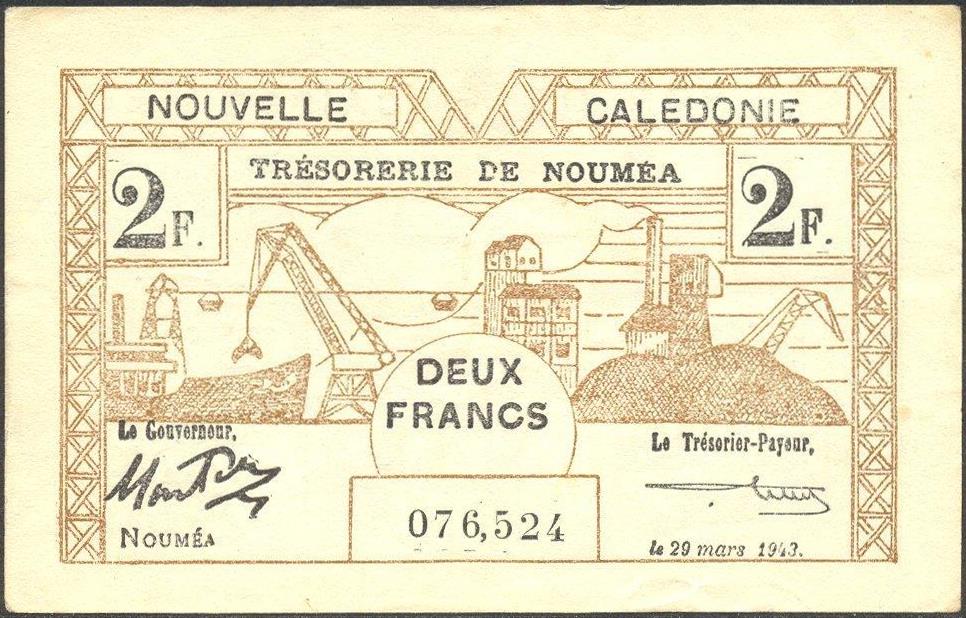 NOUVELLE CALEDONIE
TRÉSORERIE DE NOUMÉA
2F.
2F.
DEUX
FRANCS
Le Gouverneur,
Le Trésorier-Payeur,
NOUMÉA
076,524
le 29 mars 1943.